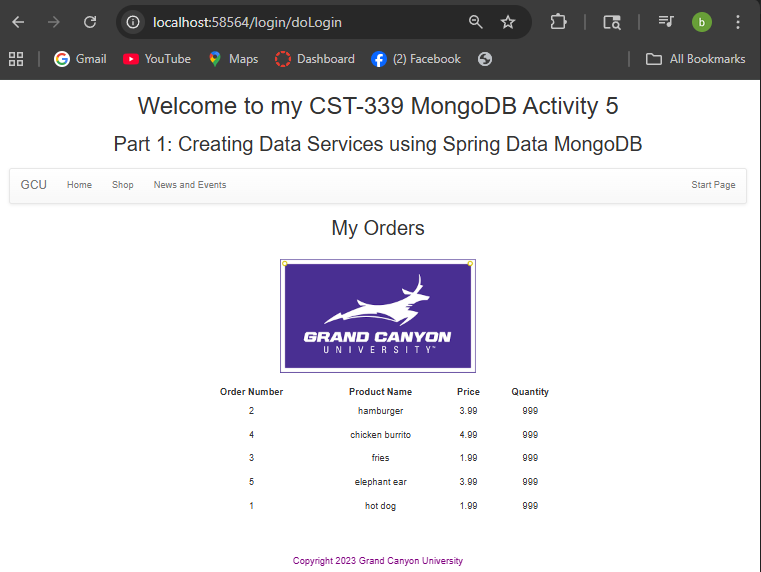 localhost:58564/login/doLogin
b
Gmail YouTube Maps Dashboard (2) Facebook All Bookmarks
Welcome to my CST-339 MongoDB Activity 5
Part 1: Creating Data Services using Spring Data MongoDB
GCU Home Shop News and Events Start Page
My Orders
GRAND CANYON
UNIVERSITY™
Order Number Product Name Price Quantity
2 hamburger 3.99 999
4 chicken burrito 4.99 999
3 fries 1.99 999
5 elephant ear 3.99 999
1 hot dog 1.99 999
Copyright 2023 Grand Canyon University